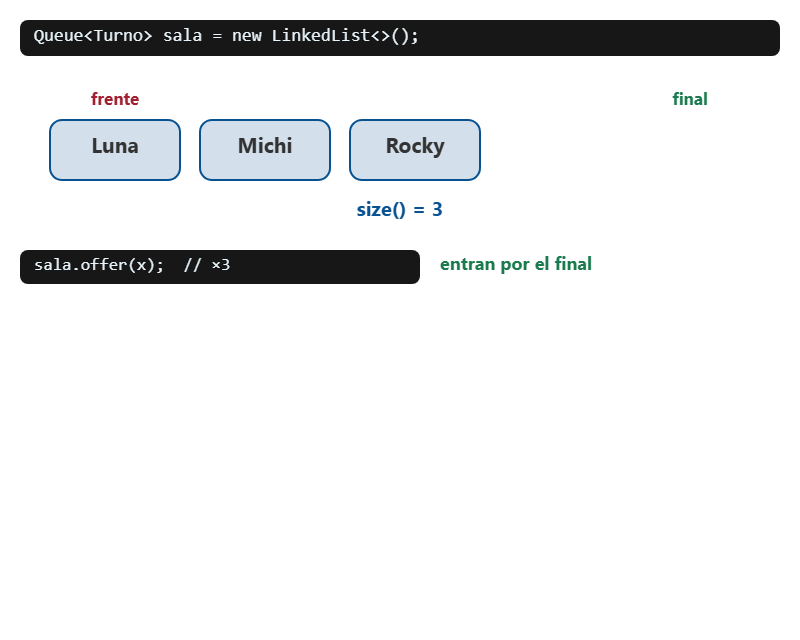 Queue<Turno> sala = new LinkedList<>();
frente final
Luna Michi Rocky
size() = 3
sala.offer(x);  // ×3 entran por el final